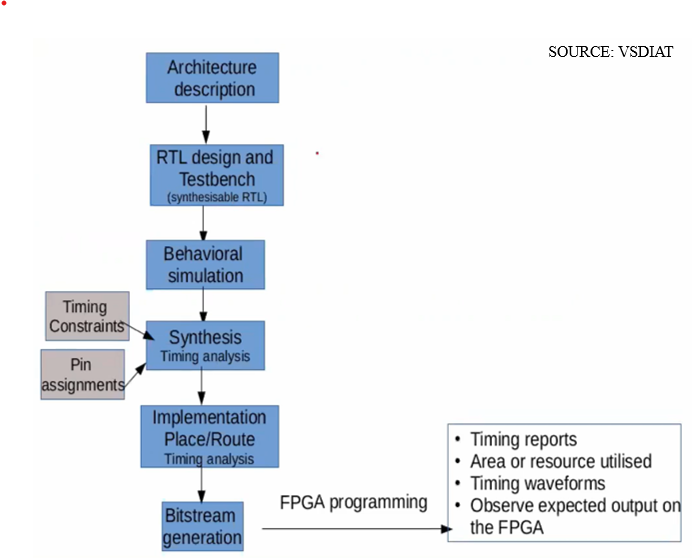 SOURCE: VSDIAT
Architecture
description
RTL design and
Testbench
(synthesisable RTL)
Behavioral
simulation
Timing
Constraints
Synthesis
Timing analysis
Pin
assignments
Implementation
Place/Route
Timing analysis
Bitstream
generation
FPGA programming
• Timing reports
• Area or resource utilised
• Timing waveforms
• Observe expected output on
the FPGA